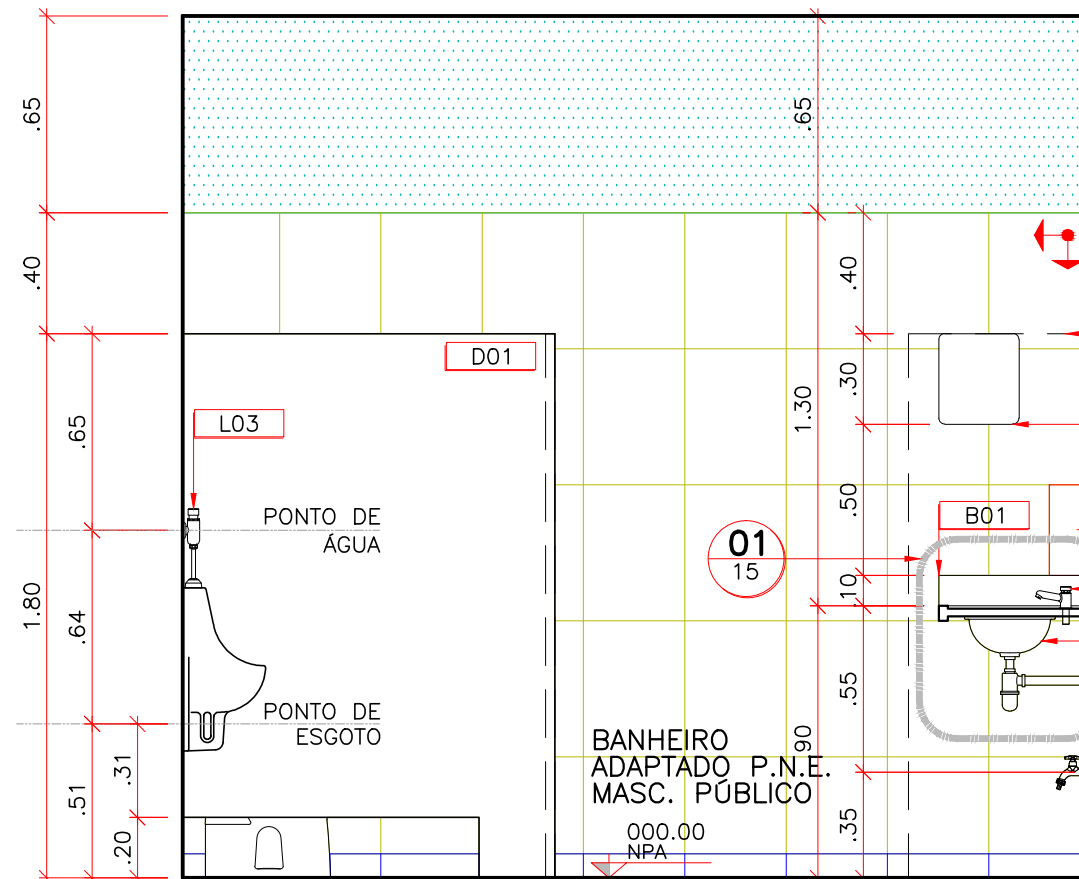 .65
.65
.40
.40
D01
.30
L03
1.30
.65
.50
PONTO DE
ÁGUA
B01
01
15
.10
1.80
.64
.55
PONTO DE
ESGOTO
.31
.51
.20
BANHEIRO
ADAPTADO P.N.E.
MASC. PÚBLICO
.90
.35
000.00
NPA